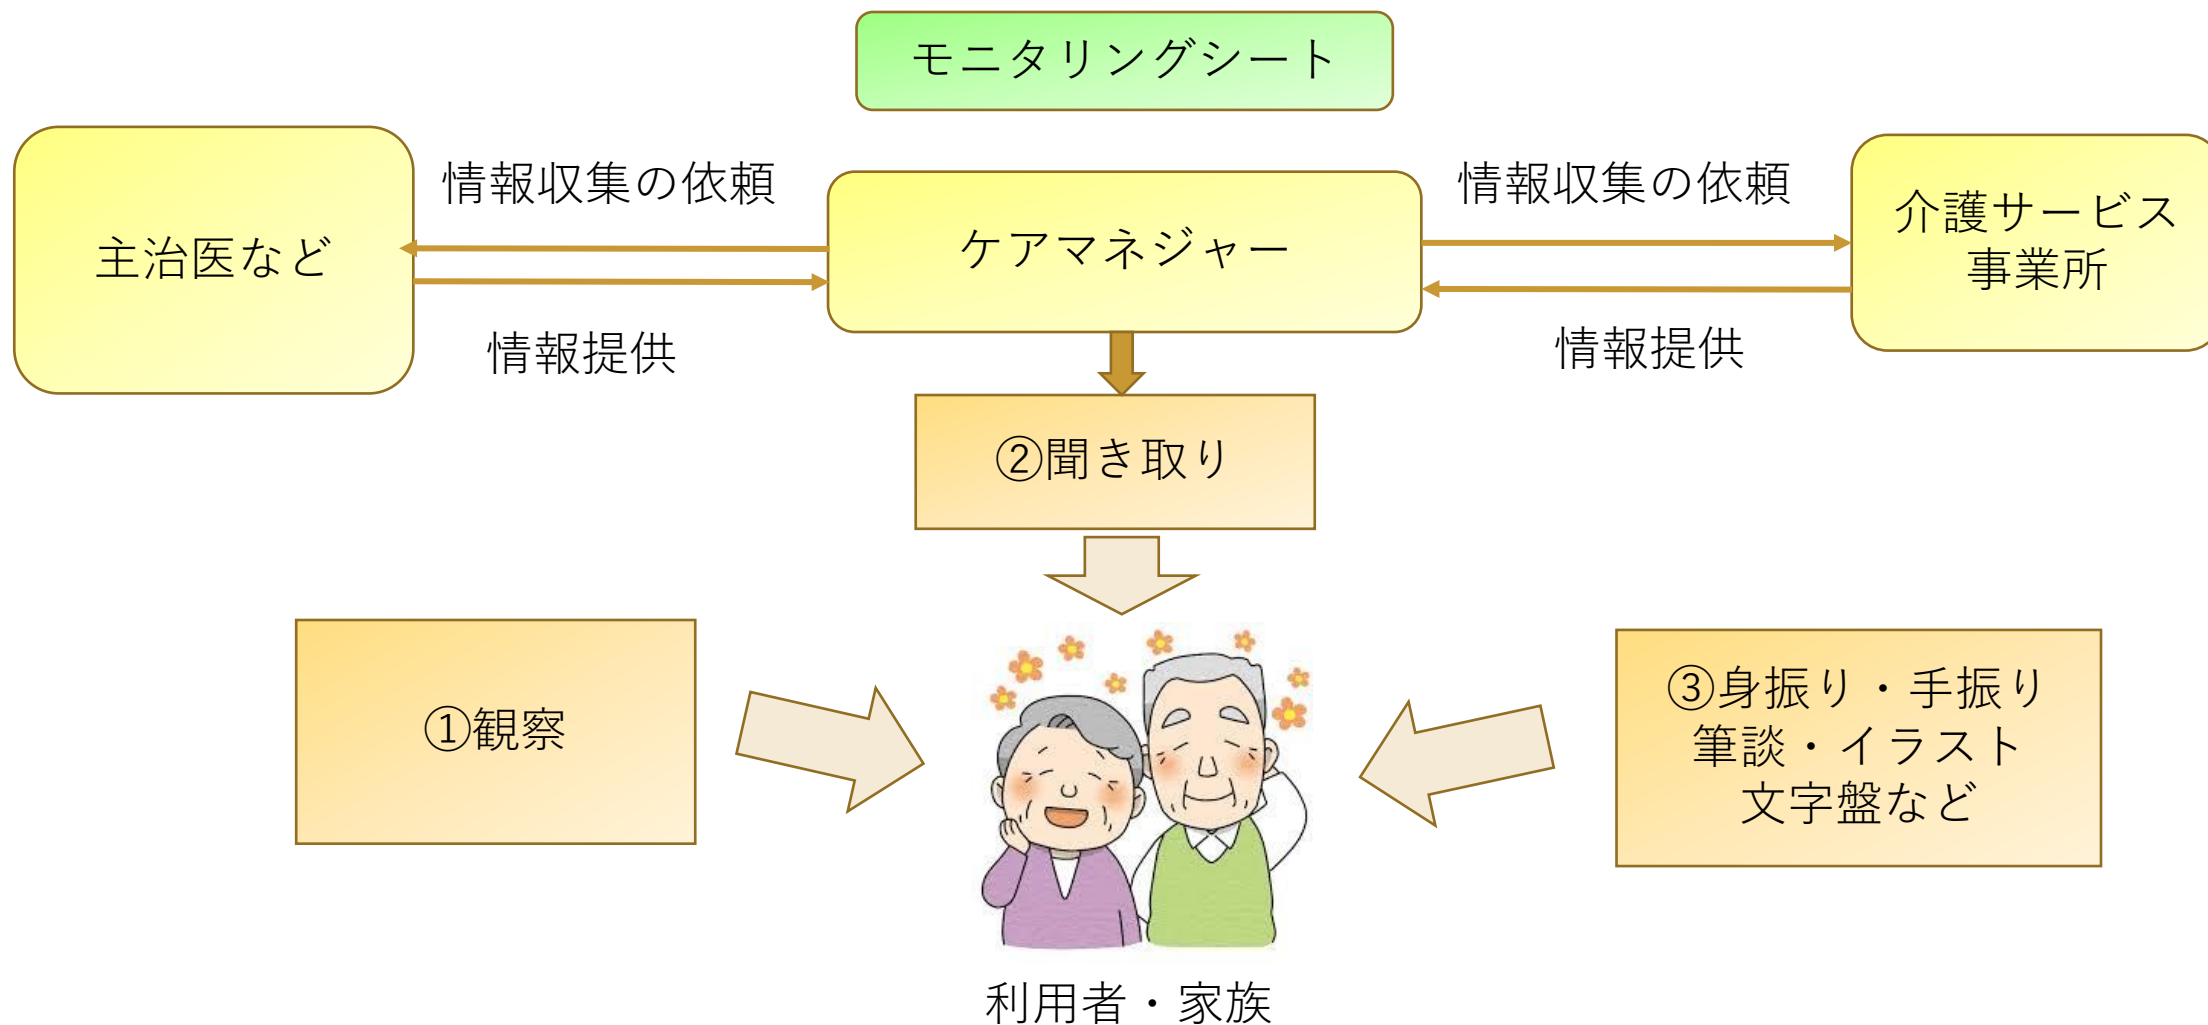 モニタリングシート
主治医など
情報収集の依頼
情報提供
ケアマネジャー
情報収集の依頼
情報提供
介護サービス
事業所
②聞き取り
①観察
③身振り・手振り
筆談・イラスト
文字盤など
利用者・家族